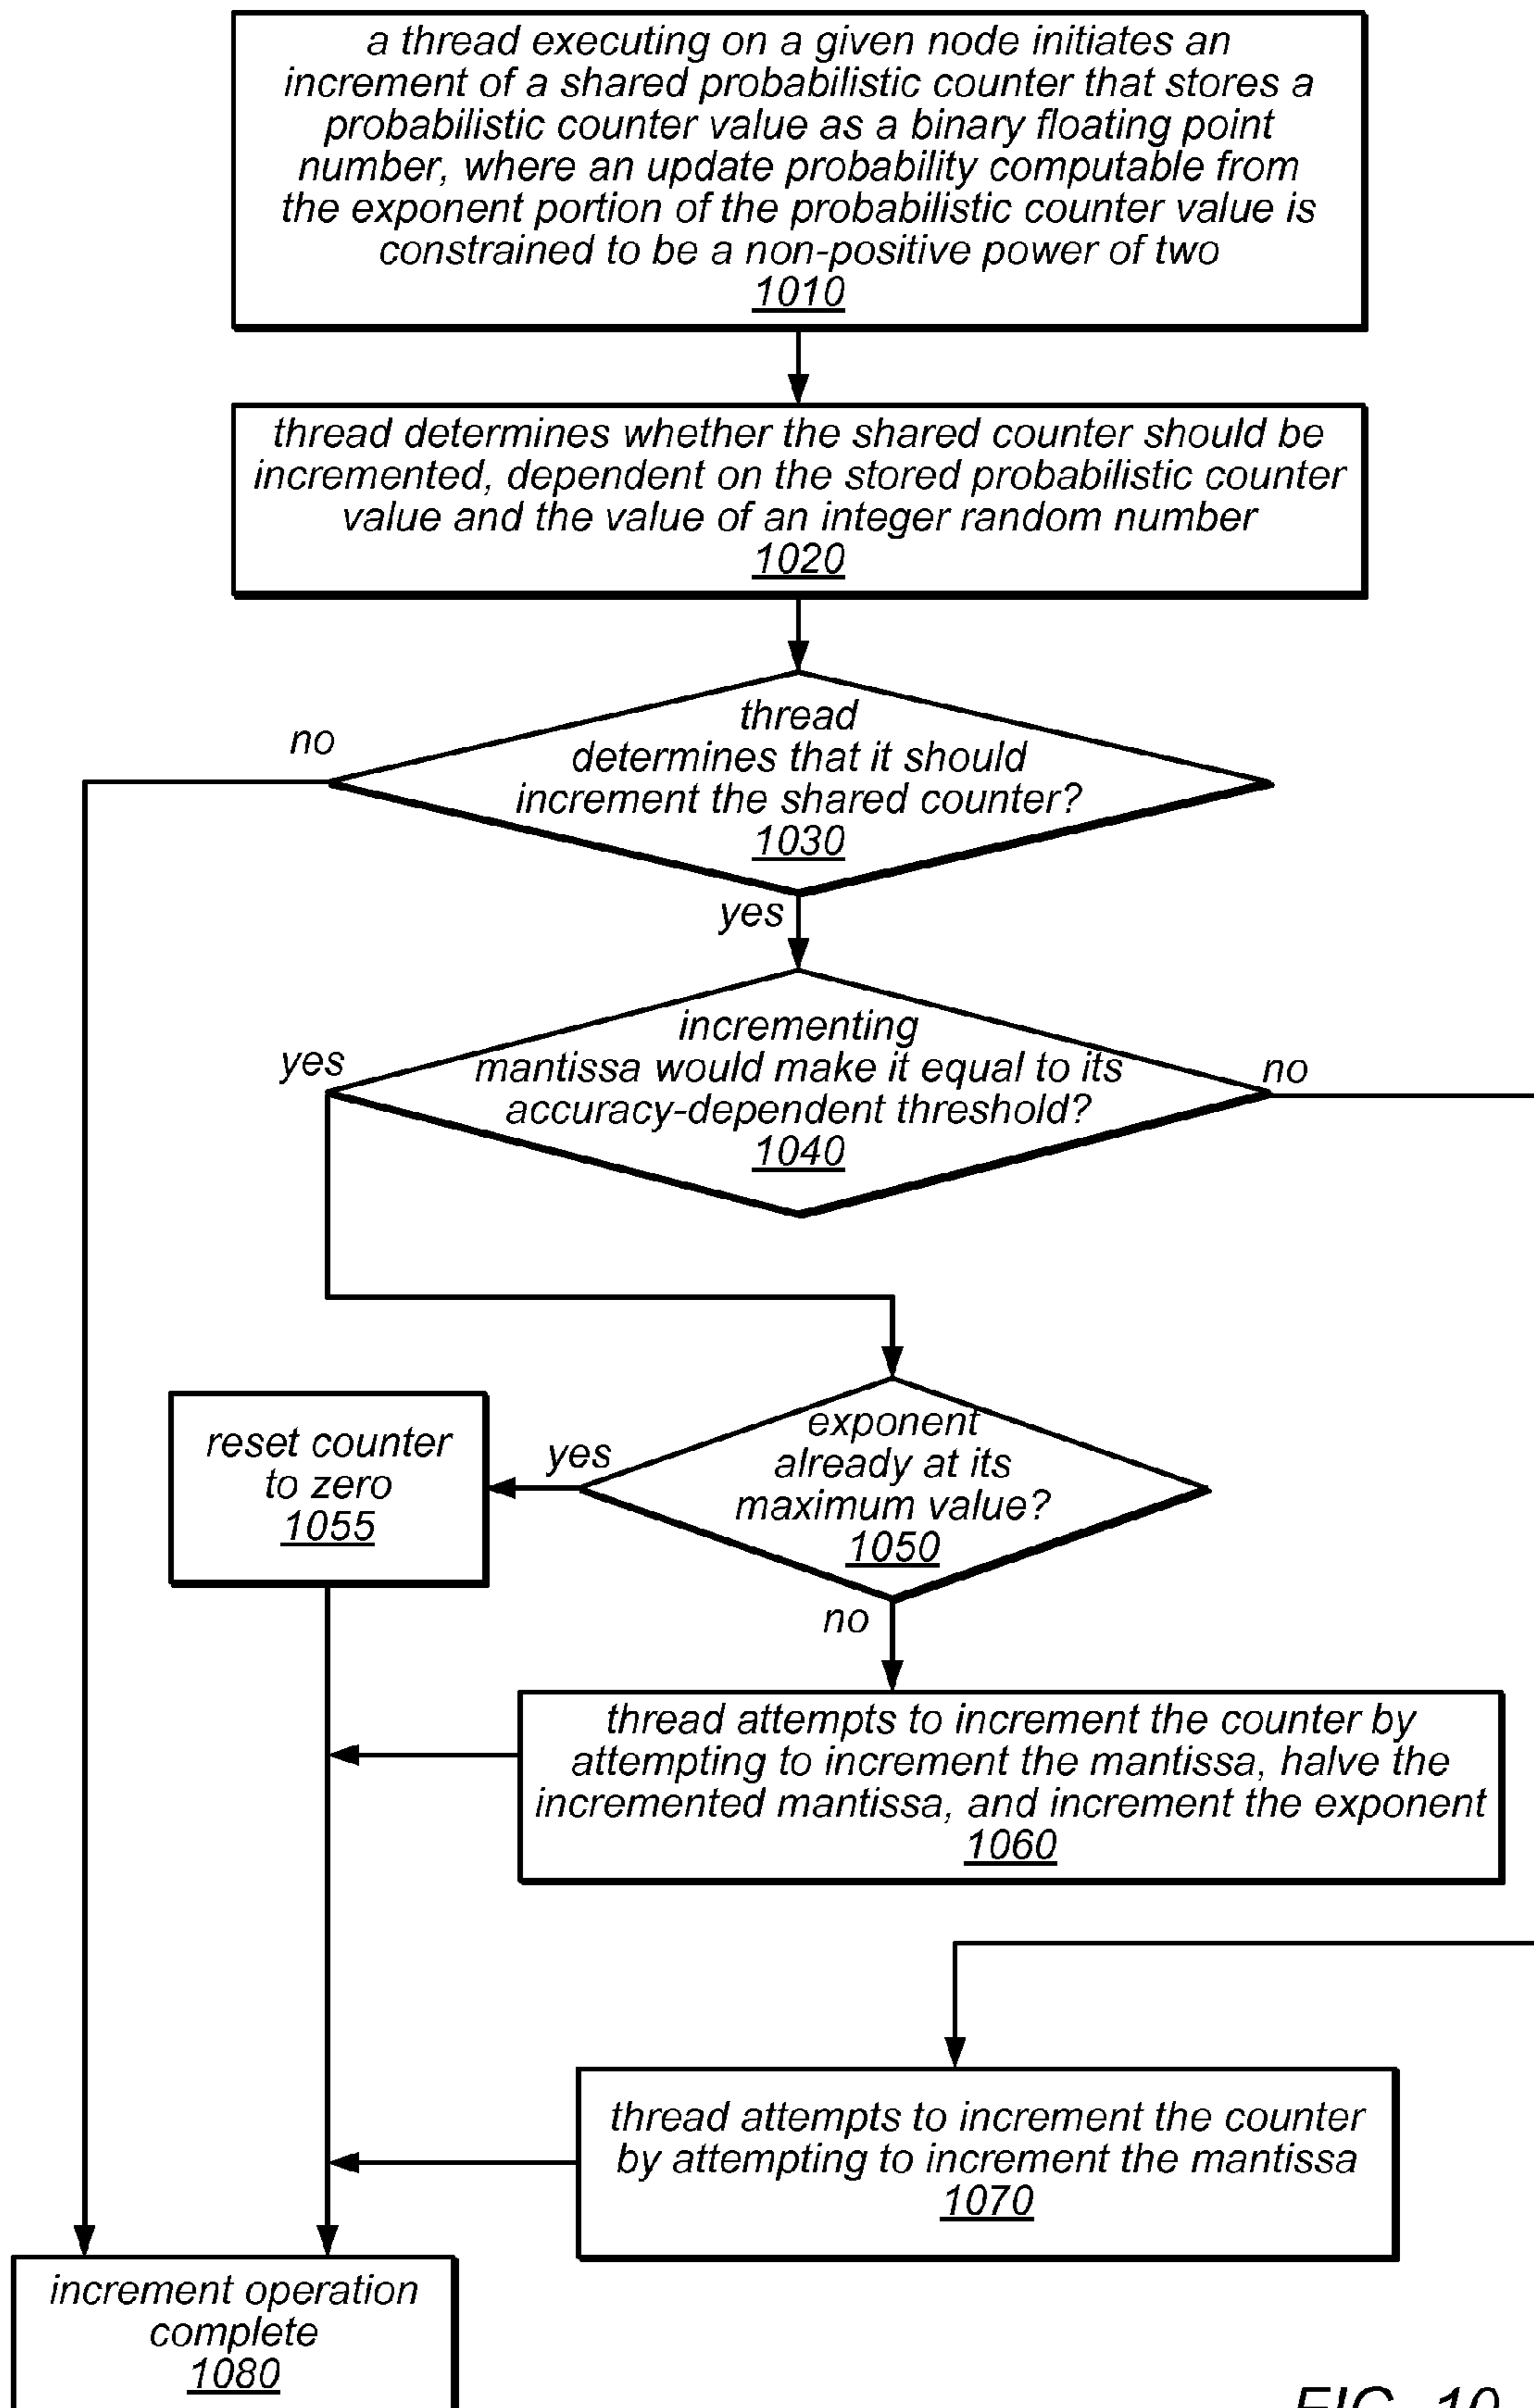 a thread executing on a given node initiates an
increment of a shared probabilistic counter that stores a
probabilistic counter value as a binary floating point
number, where an update probability computable from
the exponent portion of the probabilistic counter value is
constrained to be a non-positive power of two
1010
thread determines whether the shared counter should be
incremented, dependent on the stored probabilistic counter
value and the value of an integer random number
1020
no
thread
determines that it should
increment the shared counter?
1030
yes
yes
incrementing
mantissa would make it equal to its
accuracy-dependent threshold?
1040
no
reset counter
to zero
1055
yes
exponent
already at its
maximum value?
1050
no
thread attempts to increment the counter by
attempting to increment the mantissa, halve the
incremented mantissa, and increment the exponent
1060
thread attempts to increment the counter
by attempting to increment the mantissa
1070
increment operation
complete
1080
FIG. 10